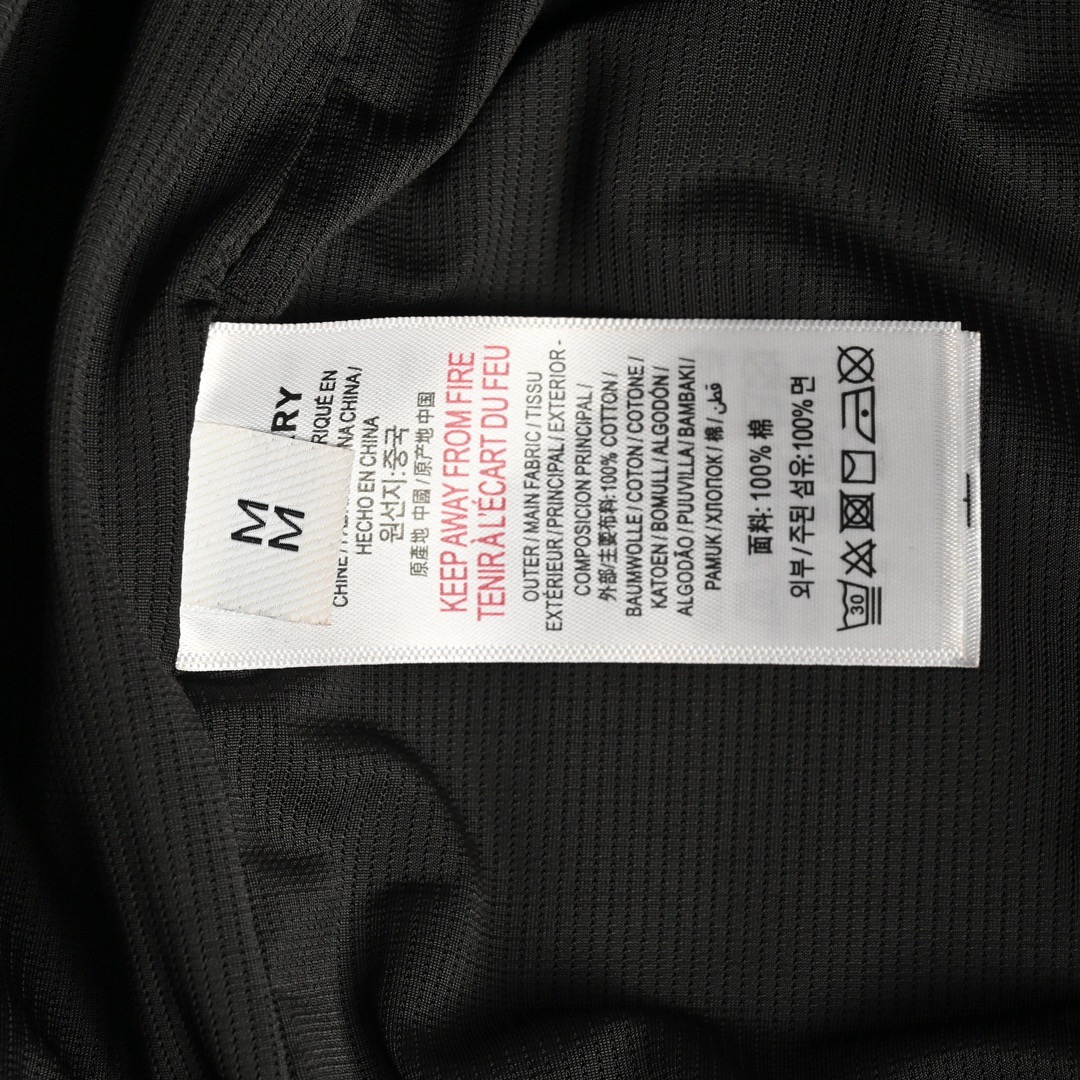 M
M
RY
RIQUÉ EN
CHINE / NA CHINA /
HECHO EN CHINA
원선지:중국
原產地 中國 / 原产地 中国
KEEP AWAY FROM FIRE
TENIR À L'ÉCART DU FEU
OUTER / MAIN FABRIC / TISSU
EXTÉRIEUR / PRINCIPAL / EXTERIOR-
COMPOSICION PRINCIPAL /
外部/主要布料:100% COTTON /
BAUMWOLLE / COTON / COTONE /
KATOEN / BOMULL / ALGODÓN /
ALGODÃO / PUUVILLA / BAMBAKI /
PAMUK / ХЛОПОК / 棉 / قطن
面料: 100% 棉
외부 / 주된 섬유:100% 면
30